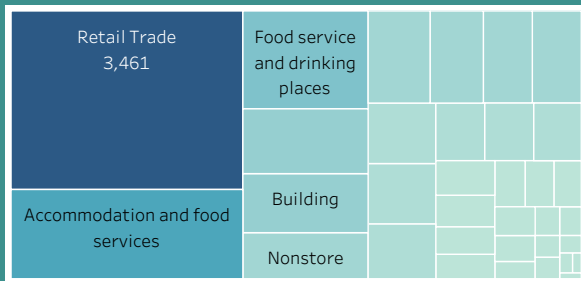 Retail Trade
3,461
Food service
and drinking
places
Accommodation and food
services
Building
Nonstore